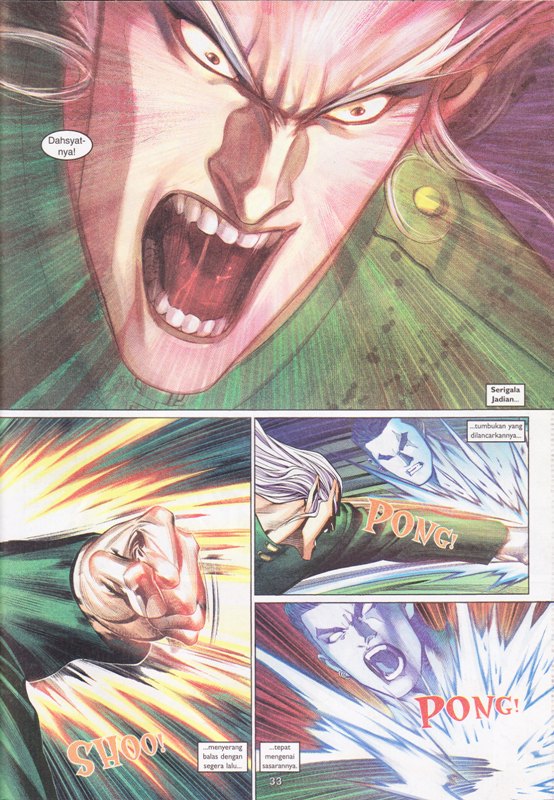 Dahsyat-
nya!
Serigala
Jadian...
...menyerang
balas dengan
segera lalu...
SHOO!
...tumbukan yang
dilancarkannya...
PONG!
...tepat
mengenai
sasarannya.
PONG!
33